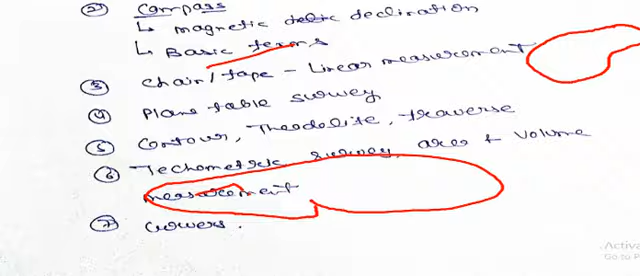 ② Compass
↳ magnetic declination
↳ Basic terms
③ Chain/tape - Linear measurement
④ Plane table survey
⑤ Contour, Theodolite, traverse
⑥ Techometric survey, area + volume
measurement
⑦ Curvers.
Activa
Go to P